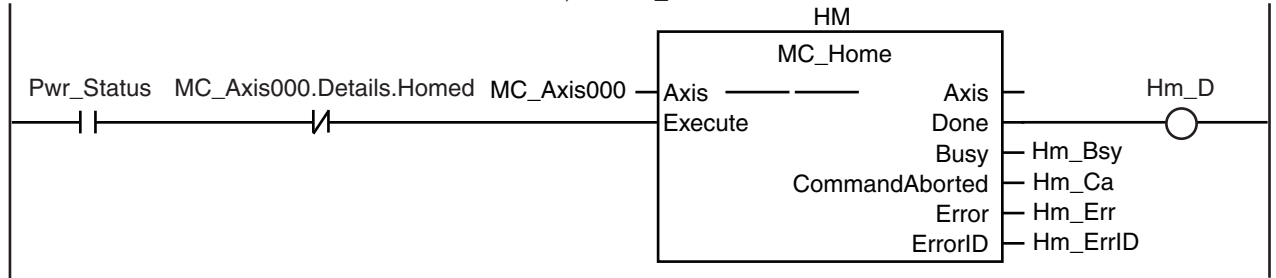 HM
MC_Home
Pwr_Status MC_Axis000.Details.Homed MC_Axis000 Axis Axis Hm_D
Execute Done
Busy Hm_Bsy
CommandAborted Hm_Ca
Error Hm_Err
ErrorID Hm_ErrID